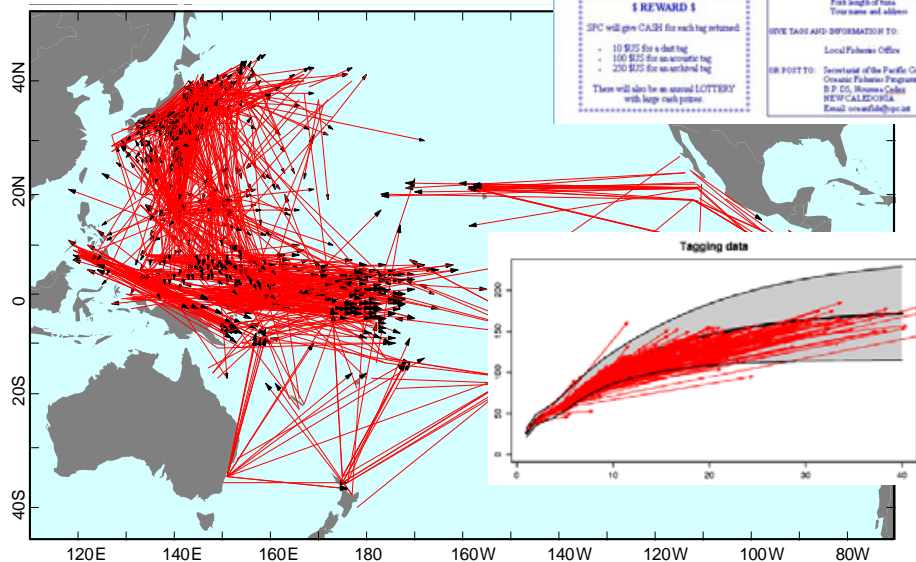 $ REWARD $
SPC will give CASH for each tag returned
10 $US for a dart tag
100 $US for an acoustic tag
250 $US for an archival tag
There will also be an annual LOTTERY
with large cash prizes.
Fork length of tuna
Your name and address
GIVE TAGS AND INFORMATION TO:
Local Fisheries Office
OR POST TO: Secretariat of the Pacific Co
Oceanic Fisheries Program
B.P. D5, Noumea Cedex
NEW CALEDONIA
Email:
40N
20N
0
20S
40S
120E 140E 160E 180 160W 140W 120W 100W 80W
Tagging data
200
150
100
50
0
0 10 20 30 40